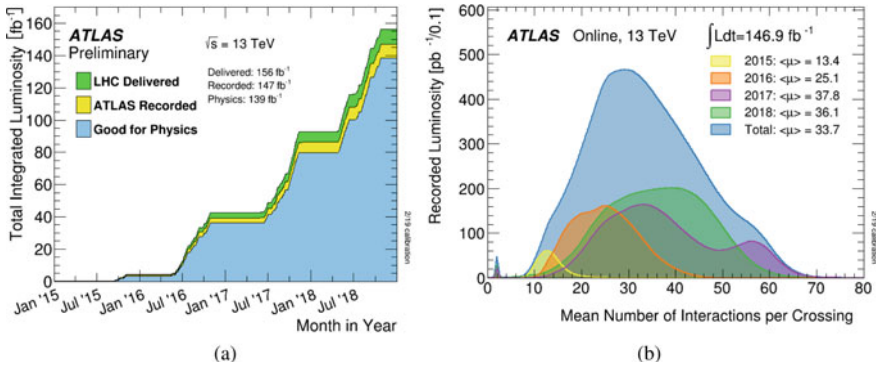 ATLAS
Preliminary
√s = 13 TeV
LHC Delivered
ATLAS Recorded
Good for Physics
Delivered: 156 fb⁻¹
Recorded: 147 fb⁻¹
Physics: 139 fb⁻¹
Total Integrated Luminosity [fb⁻¹]
160
140
120
100
80
60
40
20
0
Jan '15
Jul '15
Jan '16
Jul '16
Jan '17
Jul '17
Jan '18
Jul '18
Month in Year
2/19 calibration
(a)
ATLAS Online, 13 TeV
∫Ldt=146.9 fb⁻¹
2015: <μ> = 13.4
2016: <μ> = 25.1
2017: <μ> = 37.8
2018: <μ> = 36.1
Total: <μ> = 33.7
Recorded Luminosity [pb⁻¹/0.1]
600
500
400
300
200
100
0
0 10 20 30 40 50 60 70 80
Mean Number of Interactions per Crossing
2/19 calibration
(b)